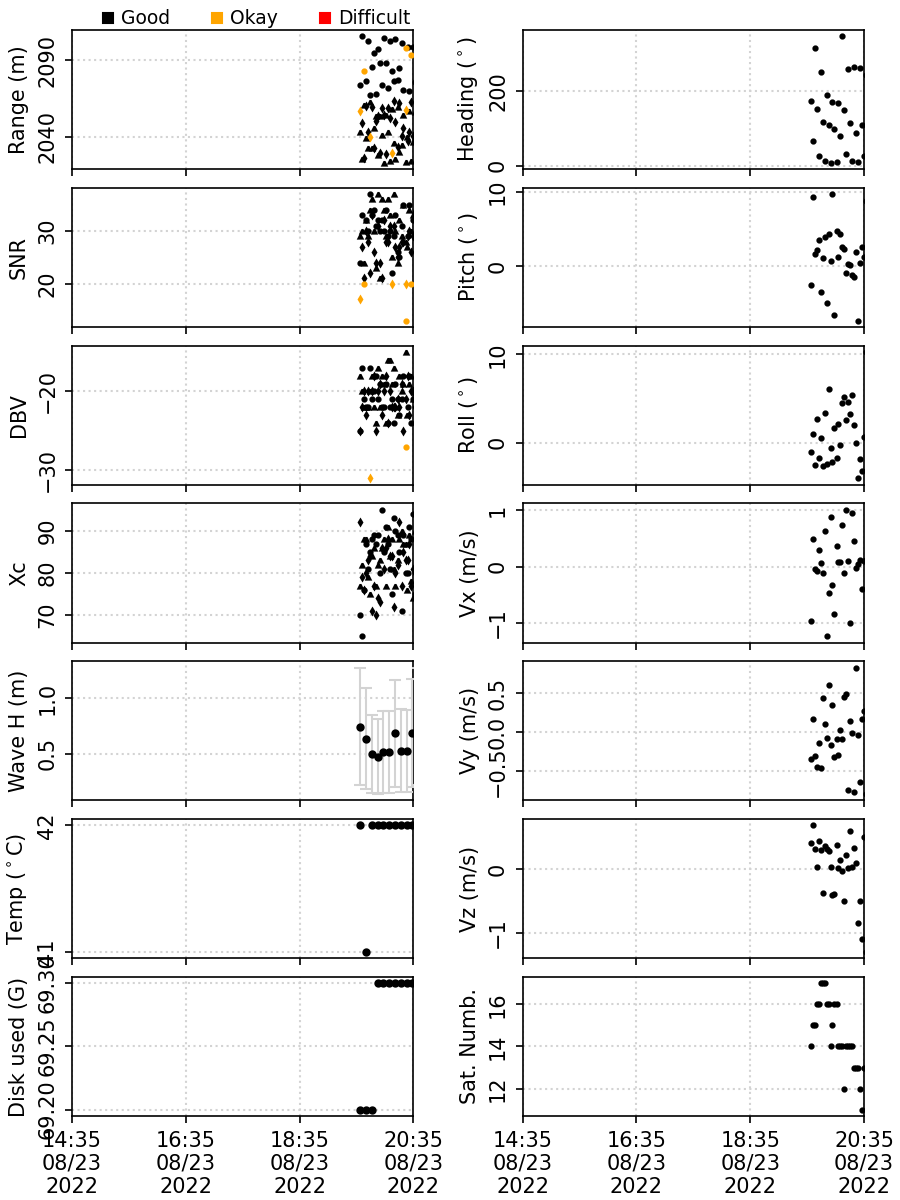 Good Okay Difficult
Range (m)
2090
2040
Heading (°)
200
0
SNR
30
20
Pitch (°)
10
0
DBV
−20
−30
Roll (°)
10
0
Xc
90
80
70
Vx (m/s)
1
0
−1
Wave H (m)
1.0
0.5
Vy (m/s)
0.5
0.0
−0.5
Temp (°C)
42
41
Vz (m/s)
0
−1
Disk used (G)
69.30
69.25
69.20
Sat. Numb.
16
14
12
14:35 16:35 18:35 20:35 14:35 16:35 18:35 20:35
08/23 08/23 08/23 08/23 08/23 08/23 08/23 08/23
2022 2022 2022 2022 2022 2022 2022 2022